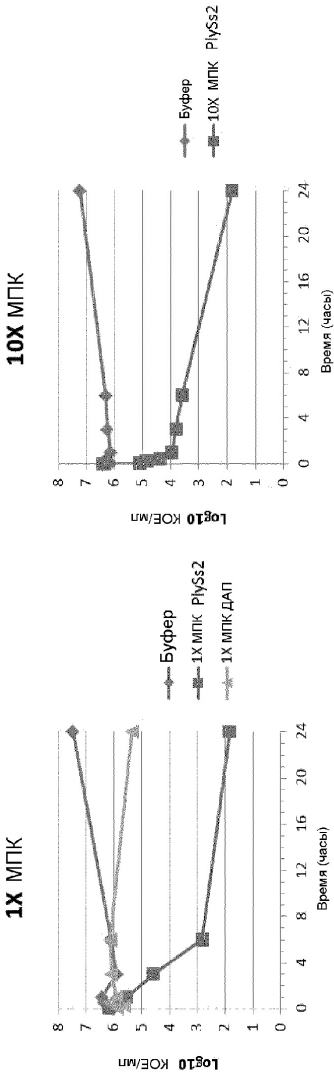 1X МПК
Log10 КОЕ/мл
8
7
6
5
4
3
2
1
0
0
4
8
12
16
20
24
Время (часы)
Буфер
1X МПК PlySs2
1X МПК ДАП
10X МПК
Log10 КОЕ/мл
8
7
6
5
4
3
2
1
0
0
4
8
12
16
20
24
Время (часы)
Буфер
10X МПК PlySs2